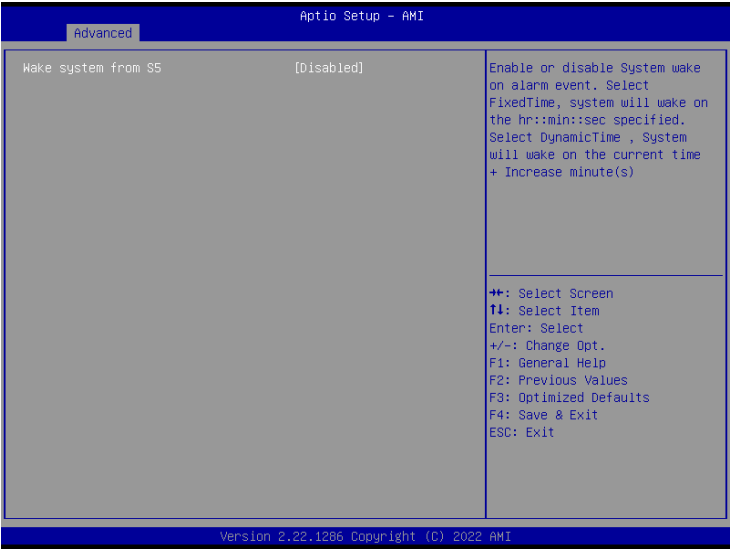 Aptio Setup - AMI
Advanced
Wake system from S5 [Disabled]
Enable or disable System wake
on alarm event. Select
FixedTime, system will wake on
the hr::min::sec specified.
Select DynamicTime , System
will wake on the current time
+ Increase minute(s)
→←: Select Screen
↑↓: Select Item
Enter: Select
+/-: Change Opt.
F1: General Help
F2: Previous Values
F3: Optimized Defaults
F4: Save & Exit
ESC: Exit
Version 2.22.1286 Copyright (C) 2022 AMI